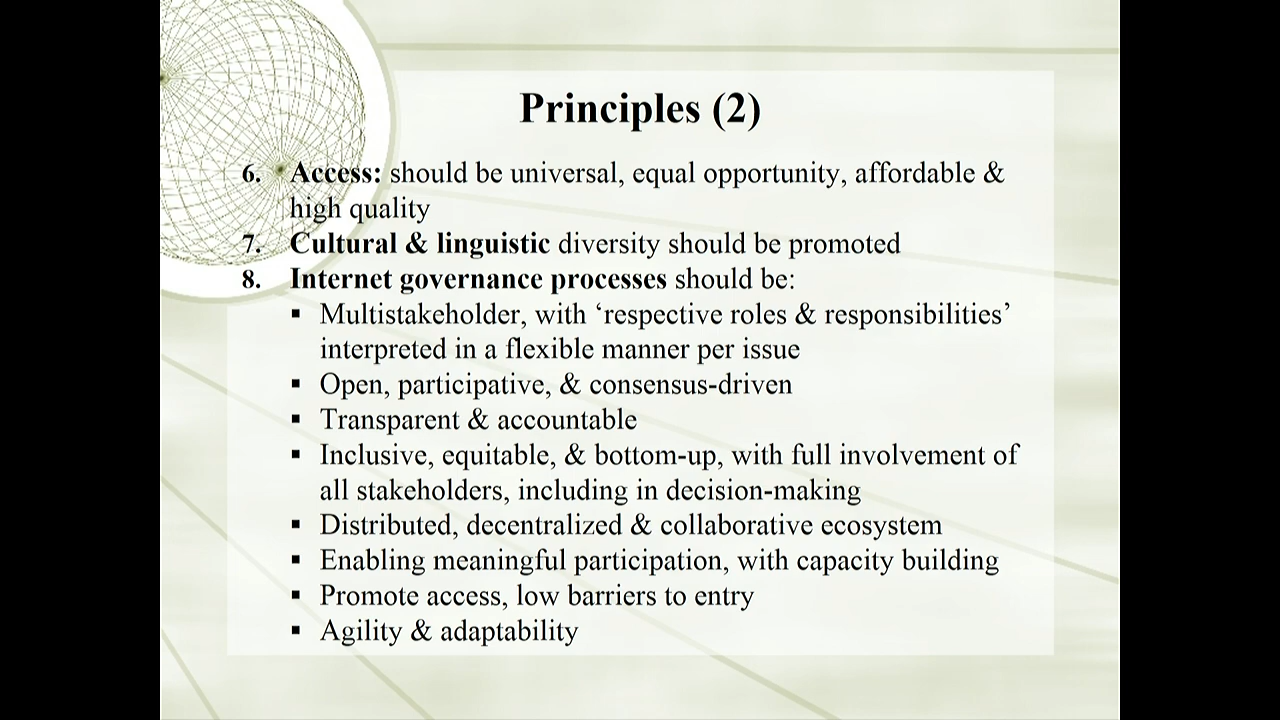 Principles (2)
6. Access: should be universal, equal opportunity, affordable &
high quality
7. Cultural & linguistic diversity should be promoted
8. Internet governance processes should be:
▪ Multistakeholder, with ‘respective roles & responsibilities’
interpreted in a flexible manner per issue
▪ Open, participative, & consensus-driven
▪ Transparent & accountable
▪ Inclusive, equitable, & bottom-up, with full involvement of
all stakeholders, including in decision-making
▪ Distributed, decentralized & collaborative ecosystem
▪ Enabling meaningful participation, with capacity building
▪ Promote access, low barriers to entry
▪ Agility & adaptability